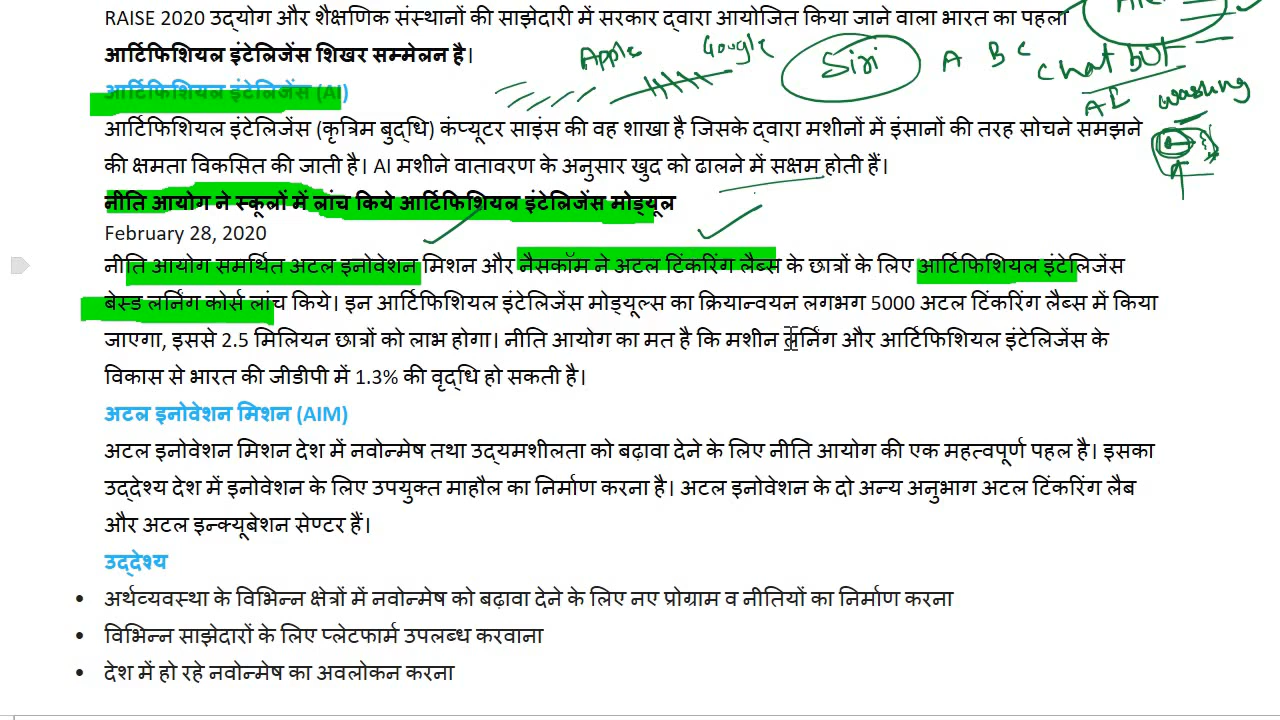 RAISE 2020 उद्योग और शैक्षणिक संस्थानों की साझेदारी में सरकार द्वारा आयोजित किया जाने वाला भारत का पहला
आर्टिफिशियल इंटेलिजेंस शिखर सम्मेलन है।
Apple Google Siri A B C Chat but
AI washing
आर्टिफिशियल इंटेलिजेंस (AI)
आर्टिफिशियल इंटेलिजेंस (कृत्रिम बुद्धि) कंप्यूटर साइंस की वह शाखा है जिसके द्वारा मशीनों में इंसानों की तरह सोचने समझने
की क्षमता विकसित की जाती है। AI मशीने वातावरण के अनुसार खुद को ढालने में सक्षम होती हैं।
नीति आयोग ने स्कूलों में लांच किये आर्टिफिशियल इंटेलिजेंस मोड्यूल
February 28, 2020
नीति आयोग समर्थित अटल इनोवेशन मिशन और नैसकॉम ने अटल टिंकरिंग लैब्स के छात्रों के लिए आर्टिफिशियल इंटेलिजेंस
बेस्ड लर्निंग कोर्स लांच किये। इन आर्टिफिशियल इंटेलिजेंस मोड्यूल्स का क्रियान्वयन लगभग 5000 अटल टिंकरिंग लैब्स में किया
जाएगा, इससे 2.5 मिलियन छात्रों को लाभ होगा। नीति आयोग का मत है कि मशीन लर्निंग और आर्टिफिशियल इंटेलिजेंस के
विकास से भारत की जीडीपी में 1.3% की वृद्धि हो सकती है।
अटल इनोवेशन मिशन (AIM)
अटल इनोवेशन मिशन देश में नवोन्मेष तथा उद्यमशीलता को बढ़ावा देने के लिए नीति आयोग की एक महत्वपूर्ण पहल है। इसका
उद्देश्य देश में इनोवेशन के लिए उपयुक्त माहौल का निर्माण करना है। अटल इनोवेशन के दो अन्य अनुभाग अटल टिंकरिंग लैब
और अटल इन्क्यूबेशन सेण्टर हैं।
उद्देश्य
• अर्थव्यवस्था के विभिन्न क्षेत्रों में नवोन्मेष को बढ़ावा देने के लिए नए प्रोग्राम व नीतियों का निर्माण करना
• विभिन्न साझेदारों के लिए प्लेटफार्म उपलब्ध करवाना
• देश में हो रहे नवोन्मेष का अवलोकन करना